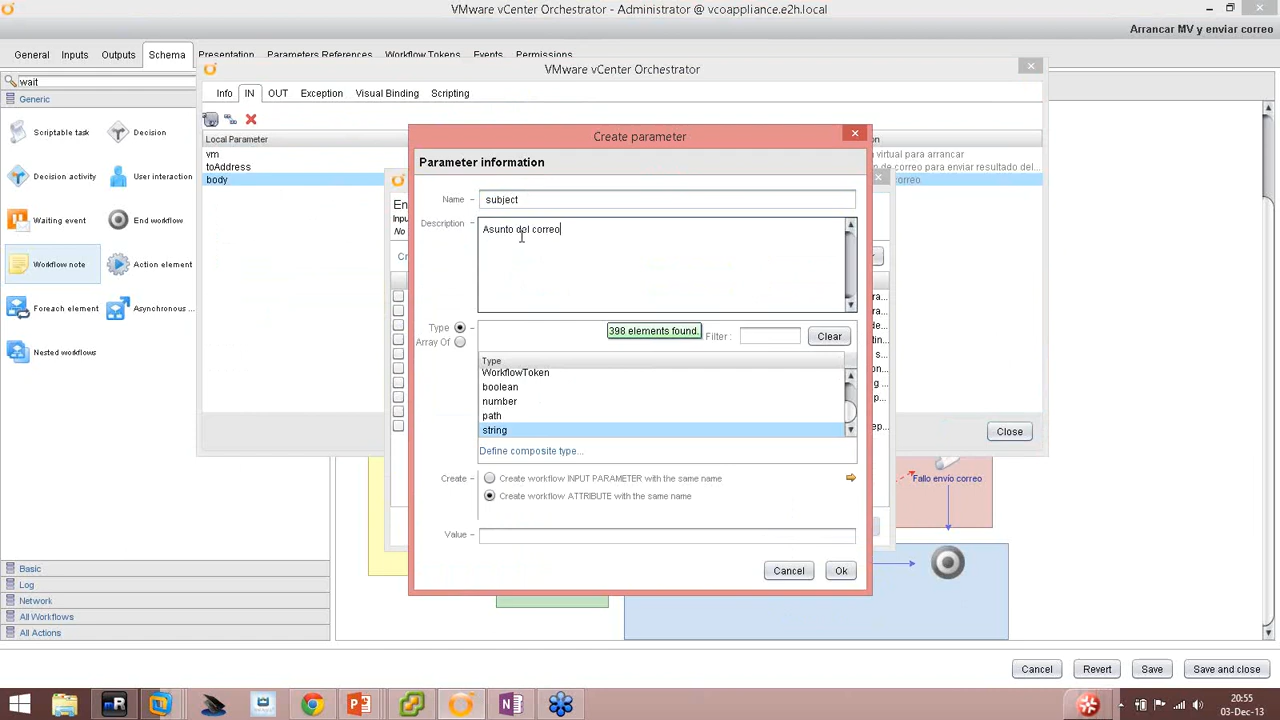 VMware vCenter Orchestrator - Administrator @ vcoappliance.e2h.local
Arrancar MV y enviar correo
General Inputs Outputs Schema Presentation Parameters References Workflow Tokens Events Permissions
wait
Generic
Scriptable task
Decision
Decision activity
User interaction
Waiting event
End workflow
Workflow note
Action element
Foreach element
Asynchronous ...
Nested workflows
Basic
Log
Network
All Workflows
All Actions
VMware vCenter Orchestrator
Info IN OUT Exception Visual Binding Scripting
Local Parameter
vm
toAddress
body
virtual para arrancar
de correo para enviar resultado del...
correo
Close
Create parameter
Parameter information
Name
subject
Description
Asunto del correo
Type
Array Of
398 elements found.
Filter :
Clear
Type
WorkflowToken
boolean
number
path
string
Define composite type...
Create
Create workflow INPUT PARAMETER with the same name
Create workflow ATTRIBUTE with the same name
Value
Cancel Ok
Fallo envio correo
Cancel Revert Save Save and close
20:55
03-Dec-13